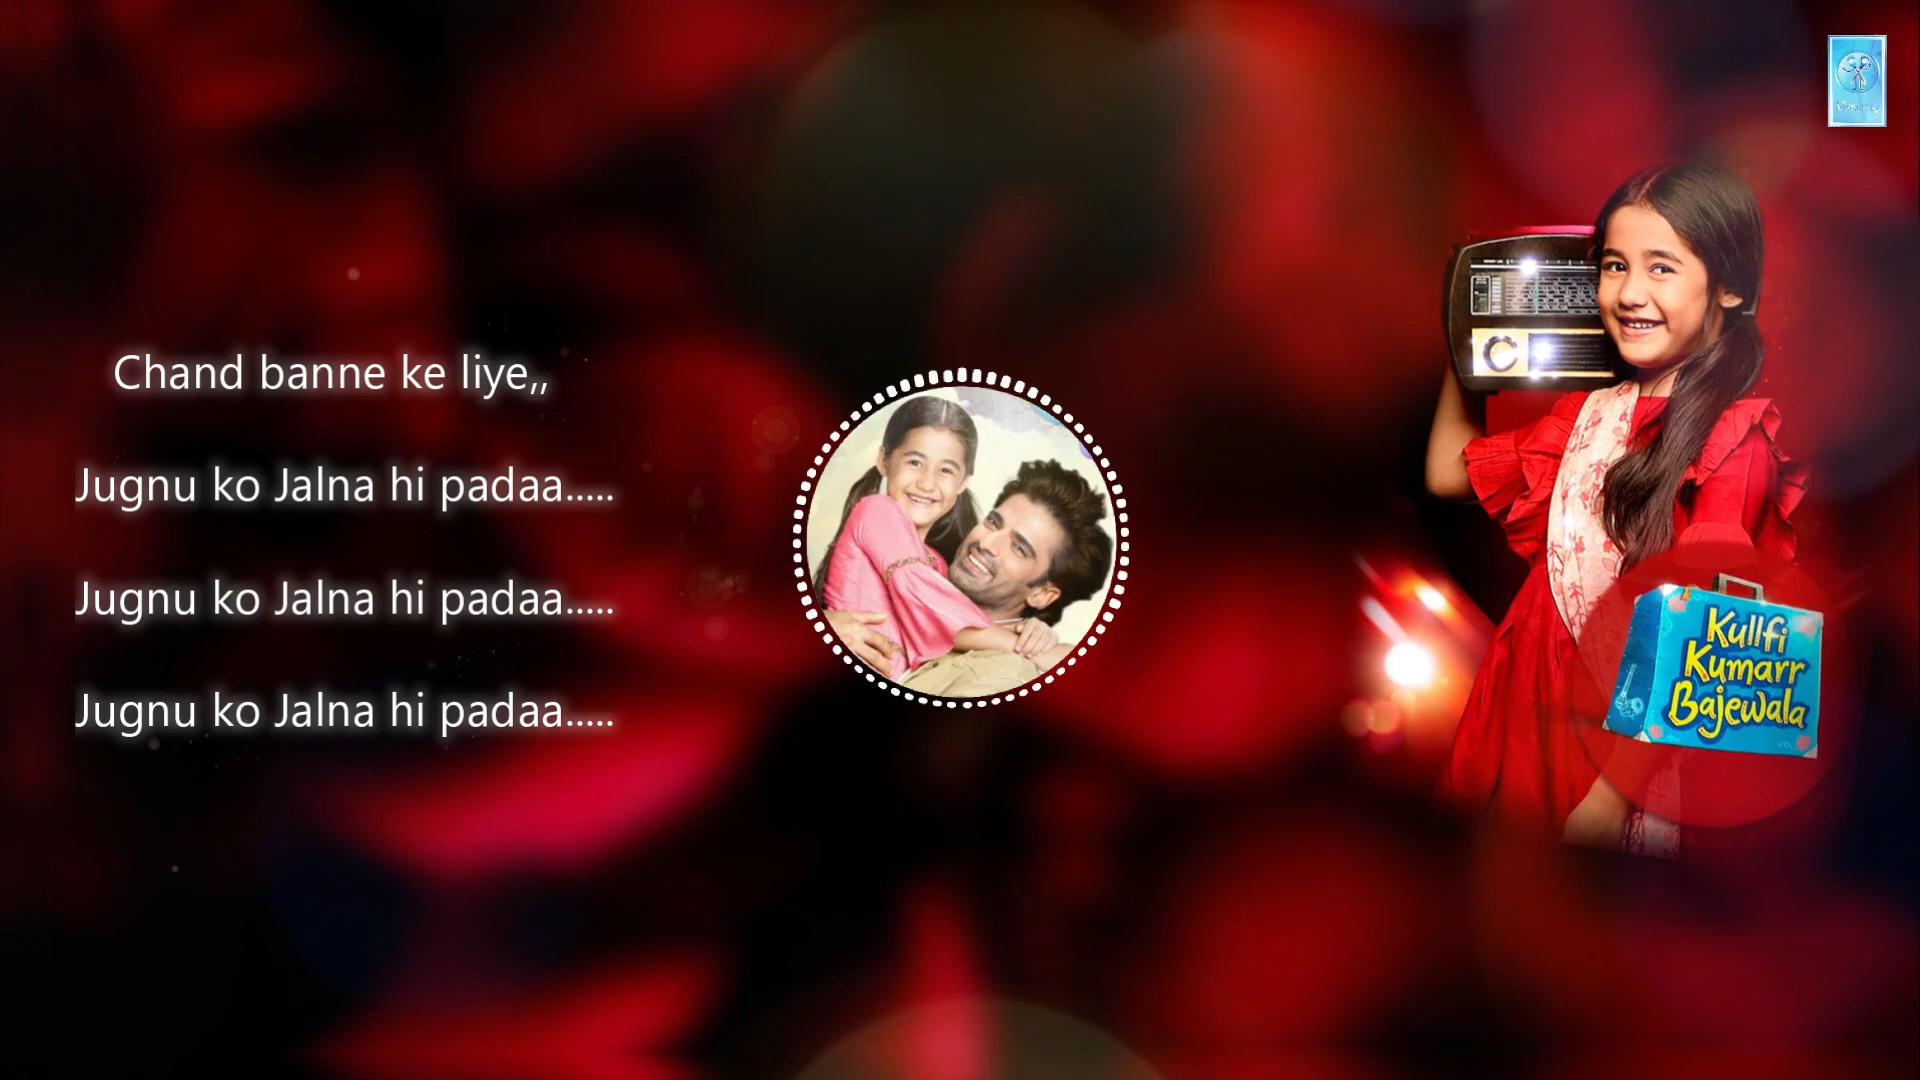 Chand banne ke liye,,
Jugnu ko Jalna hi padaa.....
Jugnu ko Jalna hi padaa.....
Jugnu ko Jalna hi padaa.....
Kullfi
Kumarr
Bajewala